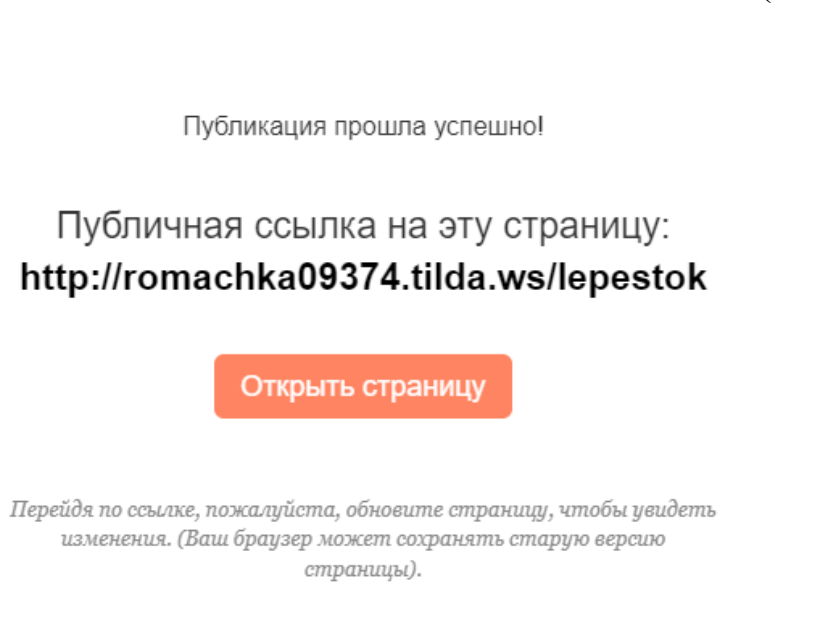 Публикация прошла успешно!
Публичная ссылка на эту страницу:
http://romachka09374.tilda.ws/lepestok
Открыть страницу
Перейдя по ссылке, пожалуйста, обновите страницу, чтобы увидеть
изменения. (Ваш браузер может сохранять старую версию
страницы).